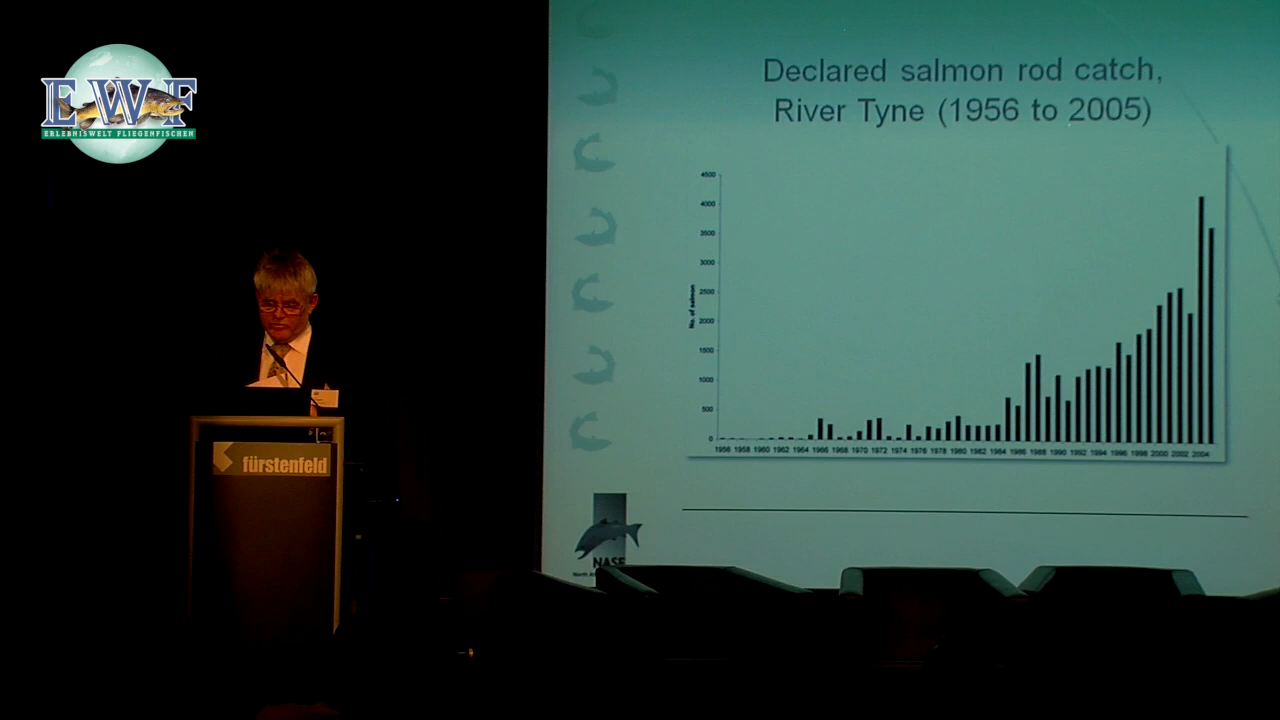 EWF
ERLEBNISWELT FLIEGENFISCHEN
Declared salmon rod catch,
River Tyne (1956 to 2005)
4500
4000
3500
3000
2500
2000
1500
1000
500
0
No. of salmon
1956 1958 1960 1962 1964 1966 1968 1970 1972 1974 1976 1978 1980 1982 1984 1986 1988 1990 1992 1994 1996 1998 2000 2002 2004
fürstenfeld
North